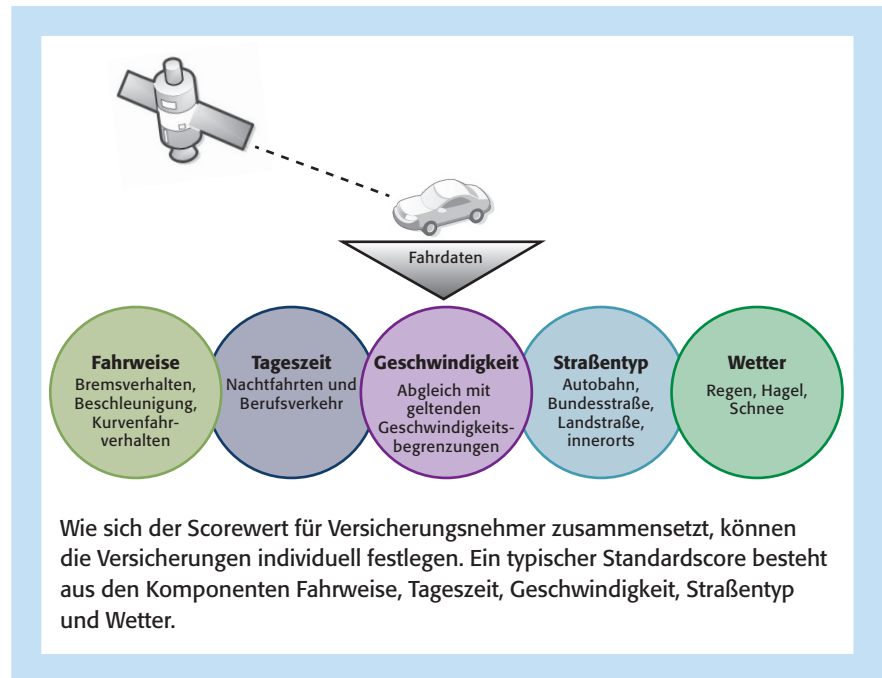 Fahrdaten
Fahrweise
Bremsverhalten,
Beschleunigung,
Kurvenfahr-
verhalten
Tageszeit
Nachtfahrten und
Berufsverkehr
Geschwindigkeit
Abgleich mit
geltenden
Geschwindigkeits-
begrenzungen
Straßentyp
Autobahn,
Bundesstraße,
Landstraße,
innerorts
Wetter
Regen, Hagel,
Schnee
Wie sich der Scorewert für Versicherungsnehmer zusammensetzt, können
die Versicherungen individuell festlegen. Ein typischer Standardscore besteht
aus den Komponenten Fahrweise, Tageszeit, Geschwindigkeit, Straßentyp
und Wetter.